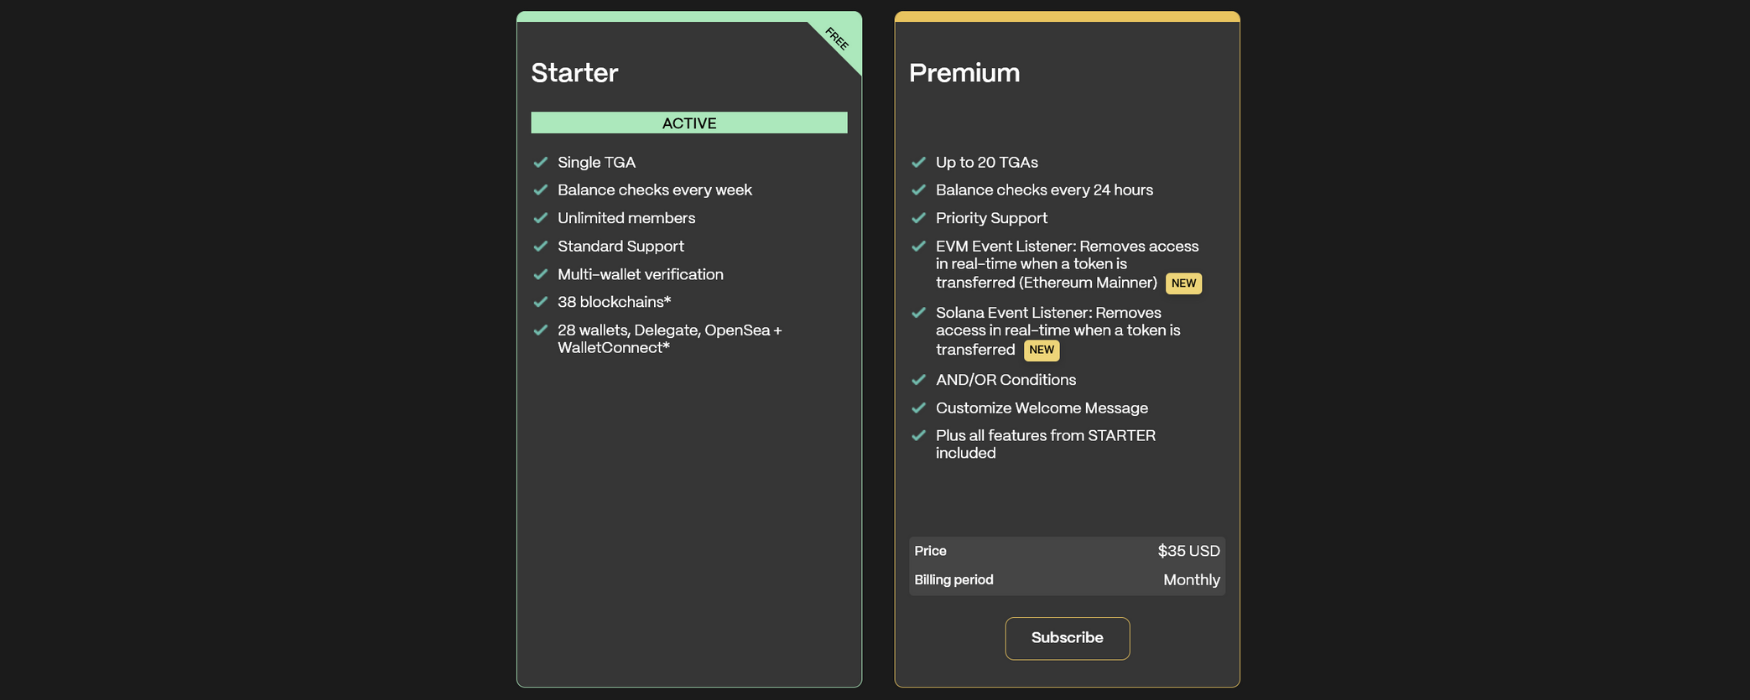 FREE
Starter
ACTIVE
Single TGA
Balance checks every week
Unlimited members
Standard Support
Multi-wallet verification
38 blockchains*
28 wallets, Delegate, OpenSea +
WalletConnect*
Premium
Up to 20 TGAs
Balance checks every 24 hours
Priority Support
EVM Event Listener: Removes access
in real-time when a token is
transferred (Ethereum Mainner) NEW
Solana Event Listener: Removes
access in real-time when a token is
transferred NEW
AND/OR Conditions
Customize Welcome Message
Plus all features from STARTER
included
Price $35 USD
Billing period Monthly
Subscribe